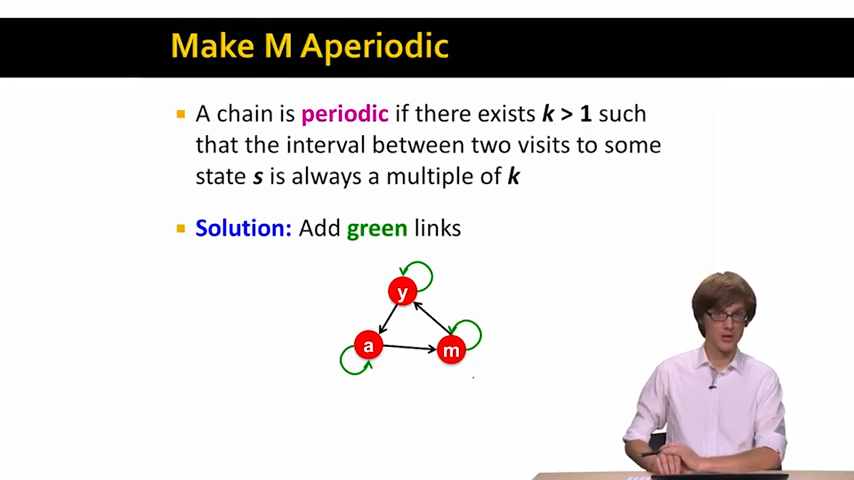 Make M Aperiodic
▪ A chain is periodic if there exists k > 1 such
that the interval between two visits to some
state s is always a multiple of k
▪ Solution: Add green links
y
a
m